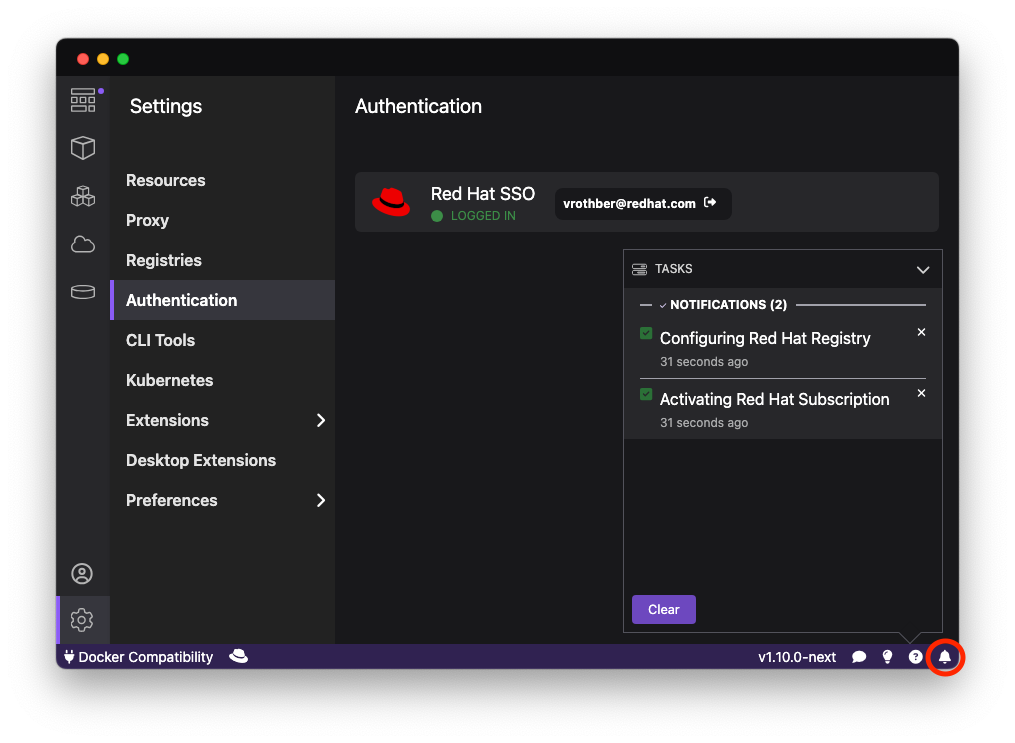 Settings
Authentication
Resources
Proxy
Registries
Authentication
CLI Tools
Kubernetes
Extensions
Desktop Extensions
Preferences
Red Hat SSO
LOGGED IN
vrothber@redhat.com
TASKS
NOTIFICATIONS (2)
Configuring Red Hat Registry
31 seconds ago
Activating Red Hat Subscription
31 seconds ago
Clear
Docker Compatibility
v1.10.0-next